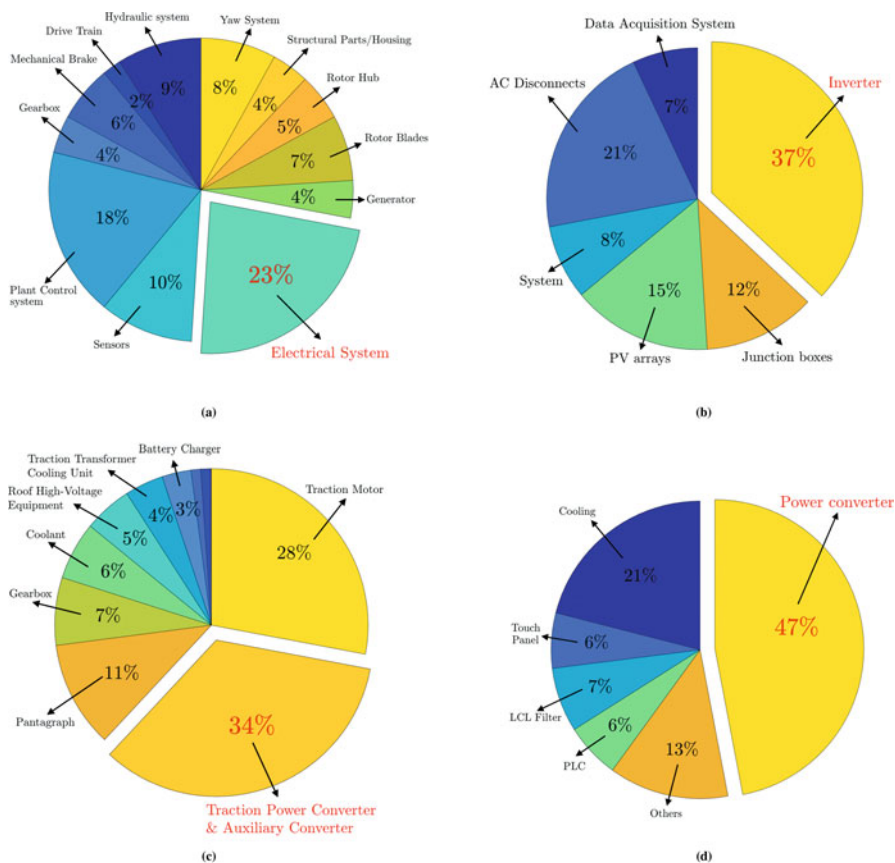 Hydraulic system
Yaw System
Drive Train
Structural Parts/Housing
Mechanical Brake
Rotor Hub
Gearbox
Rotor Blades
Generator
Plant Control
system
Sensors
Electrical System
9%
8%
2%
4%
6%
5%
4%
7%
4%
18%
10%
23%
(a)
Data Acquisition System
AC Disconnects
Inverter
7%
37%
21%
8%
System
15%
12%
PV arrays
Junction boxes
(b)
Battery Charger
Traction Transformer
Cooling Unit
Traction Motor
Roof High-Voltage
Equipment
Coolant
Gearbox
Pantagraph
3%
4%
5%
28%
6%
7%
11%
34%
Traction Power Converter
& Auxiliary Converter
(c)
Power converter
Cooling
21%
47%
Touch
Panel
6%
7%
LCL Filter
6%
PLC
13%
Others
(d)